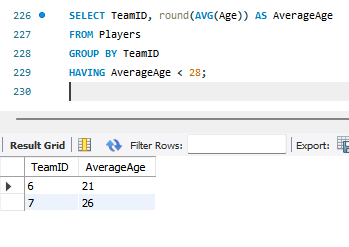 226 SELECT TeamID, round(AVG(Age)) AS AverageAge
227 FROM Players
228 GROUP BY TeamID
229 HAVING AverageAge < 28;
230
Result Grid Filter Rows: Export:
TeamID AverageAge
6 21
7 26